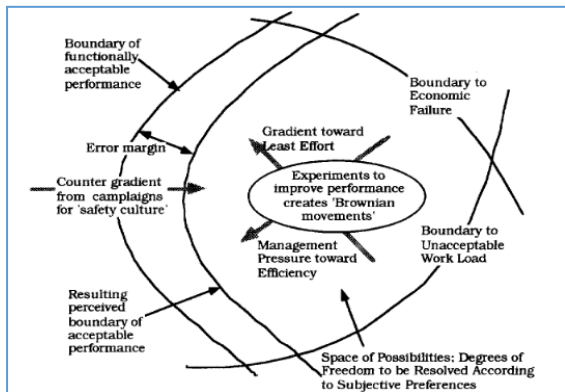 Boundary of
functionally
acceptable
performance
Boundary to
Economic
Failure
Gradient toward
Least Effort
Error margin
Experiments to
improve performance
creates 'Brownian
movements'
Counter gradient
from campaigns
for 'safety culture'
Management
Pressure toward
Efficiency
Boundary to
Unacceptable
Work Load
Resulting
perceived
boundary of
acceptable
performance
Space of Possibilities; Degrees of
Freedom to be Resolved According
to Subjective Preferences